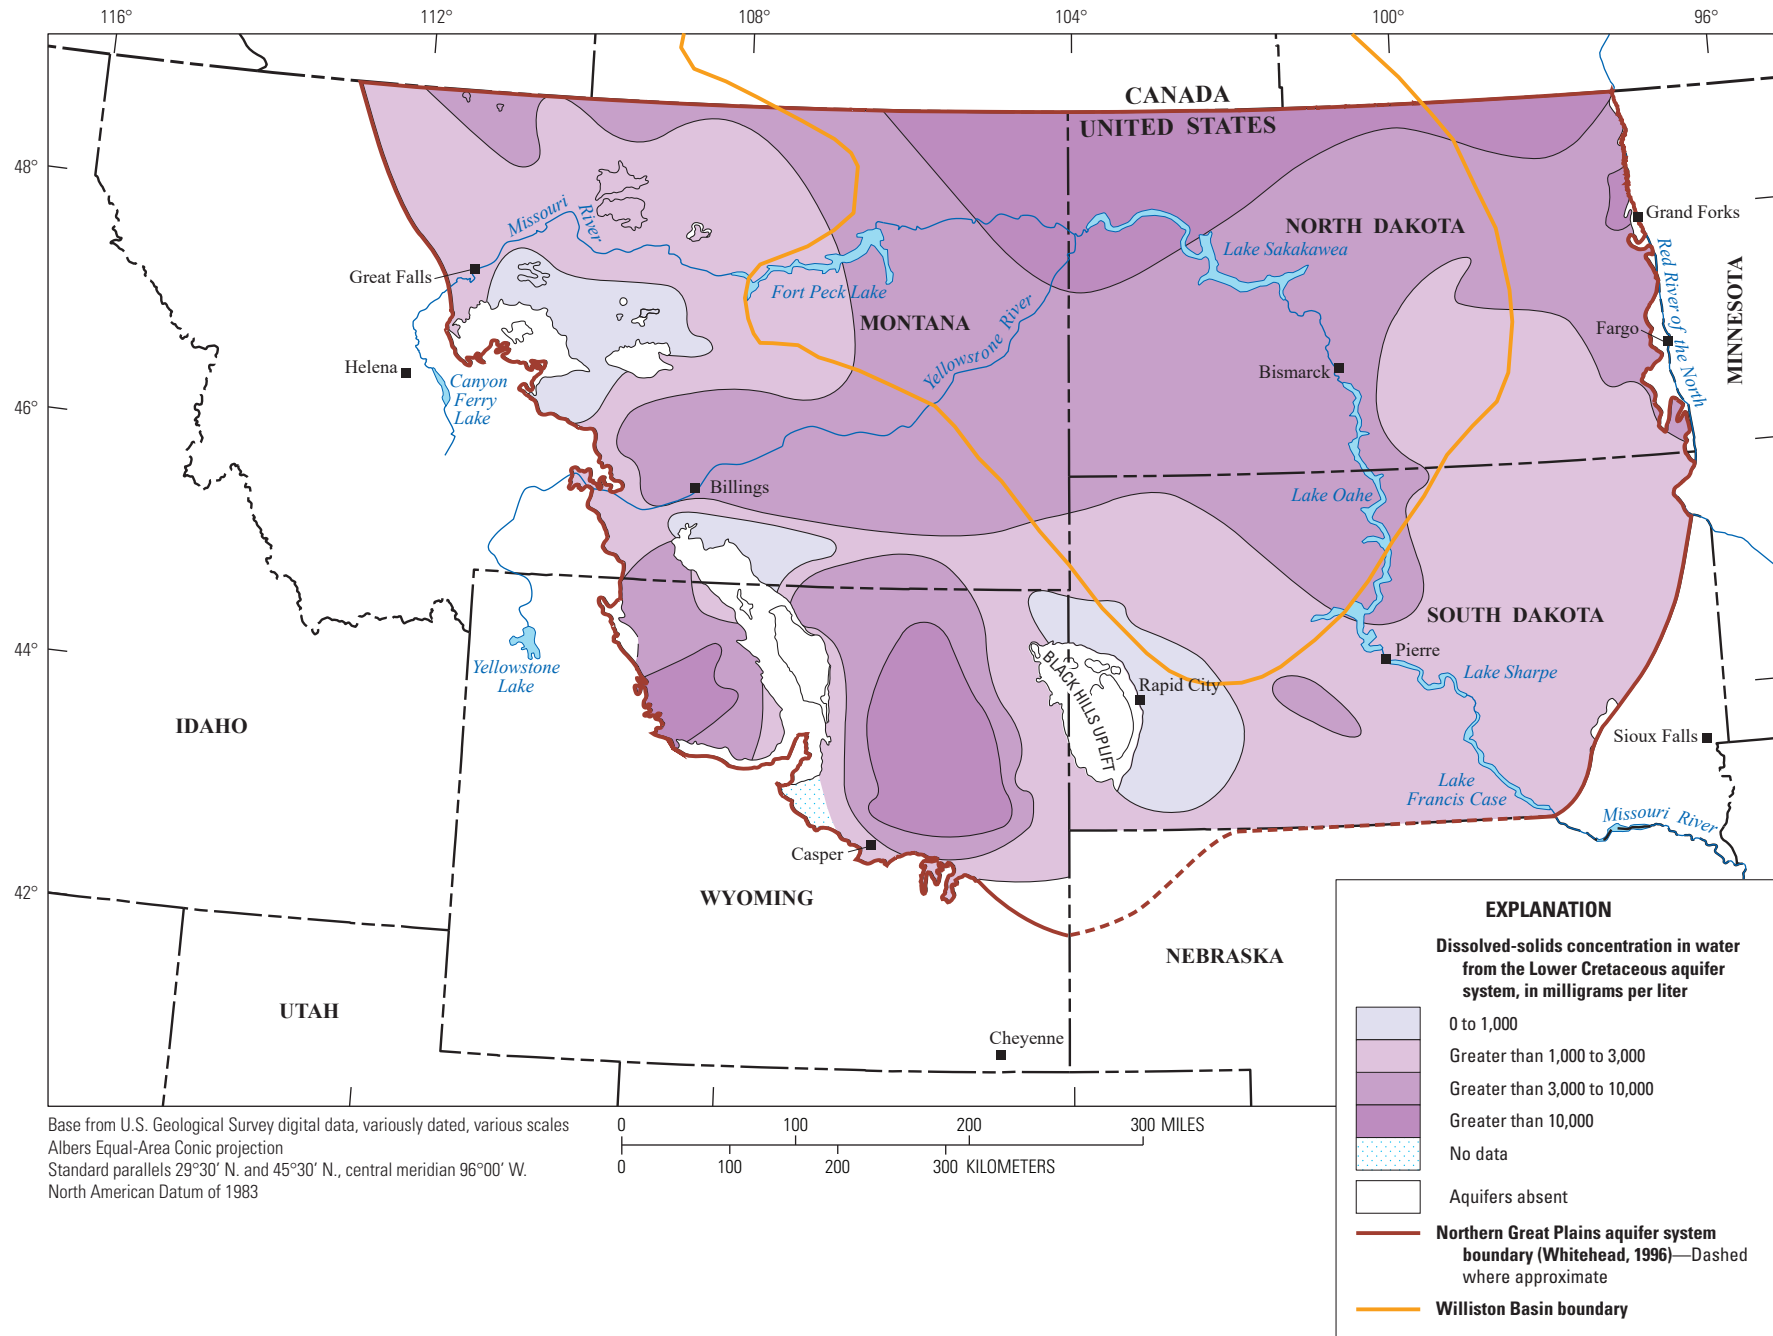 116°
112°
108°
104°
100°
96°
48°
46°
44°
42°
CANADA
UNITED STATES
Missouri
River
Great Falls
Fort Peck Lake
MONTANA
Yellowstone River
NORTH DAKOTA
Lake Sakakawea
Grand Forks
Red River of the North
MINNESOTA
Fargo
Helena
Canyon
Ferry
Lake
Bismarck
Billings
Lake Oahe
SOUTH DAKOTA
Yellowstone
Lake
Pierre
Lake Sharpe
BLACK HILLS UPLIFT
Rapid City
IDAHO
Sioux Falls
Lake
Francis Case
Missouri River
Casper
WYOMING
NEBRASKA
UTAH
Cheyenne
EXPLANATION
Dissolved-solids concentration in water
from the Lower Cretaceous aquifer
system, in milligrams per liter
0 to 1,000
Greater than 1,000 to 3,000
Greater than 3,000 to 10,000
Greater than 10,000
No data
Aquifers absent
Northern Great Plains aquifer system
boundary (Whitehead, 1996)—Dashed
where approximate
Williston Basin boundary
Base from U.S. Geological Survey digital data, variously dated, various scales
Albers Equal-Area Conic projection
Standard parallels 29°30′ N. and 45°30′ N., central meridian 96°00′ W.
North American Datum of 1983
0 100 200 300 MILES
0 100 200 300 KILOMETERS